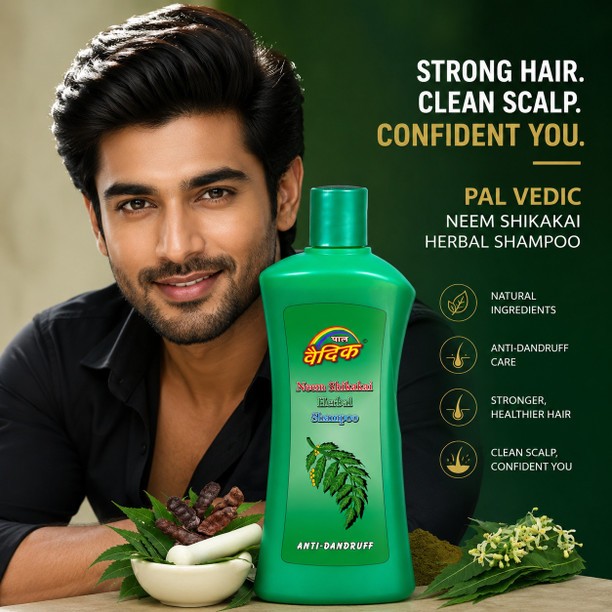 STRONG HAIR.
CLEAN SCALP.
CONFIDENT YOU.
PAL VEDIC
NEEM SHIKAKAI
HERBAL SHAMPOO
NATURAL
INGREDIENTS
ANTI-DANDRUFF
CARE
STRONGER,
HEALTHIER HAIR
CLEAN SCALP,
CONFIDENT YOU
पाल
वैदिक
Neem Shikakai
Herbal
Shampoo
ANTI-DANDRUFF